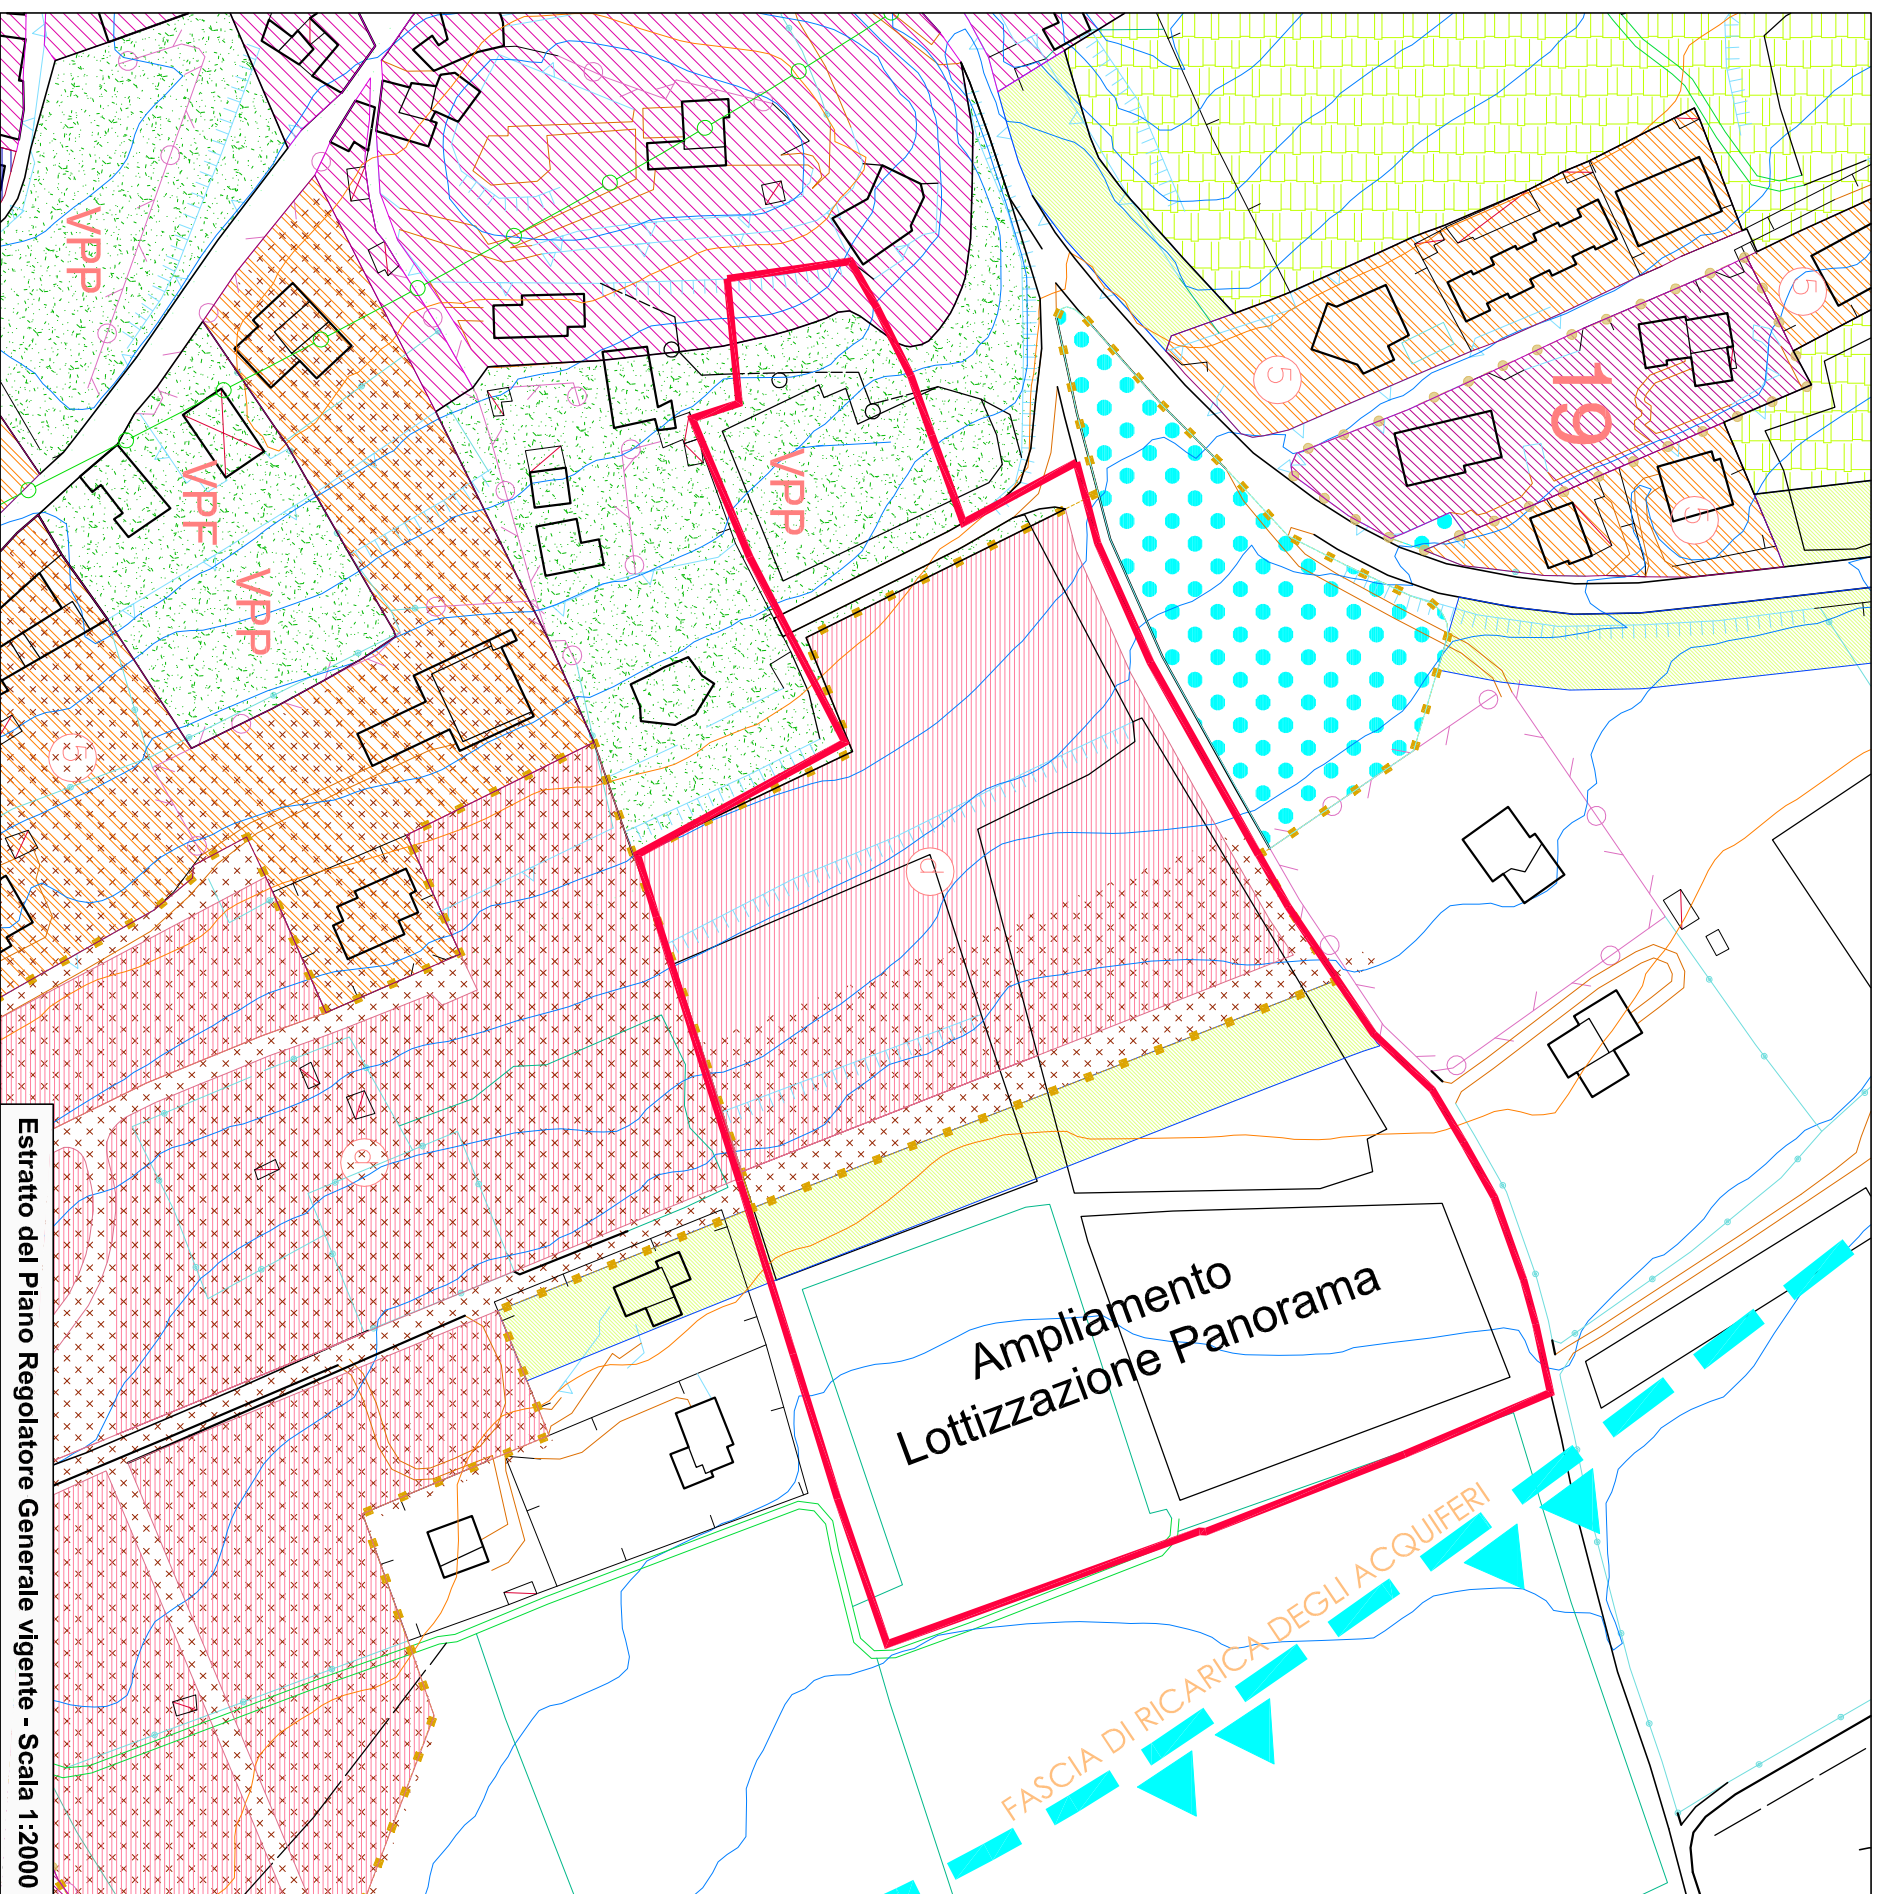 VPP
VPF
VPP
VPP
19
5
5
5
5
d
d
Ampliamento
Lottizzazione Panorama
FASCIA DI RICARICA DEGLI ACQUIFERI
Estratto del Piano Regolatore Generale vigente - Scala 1:2000